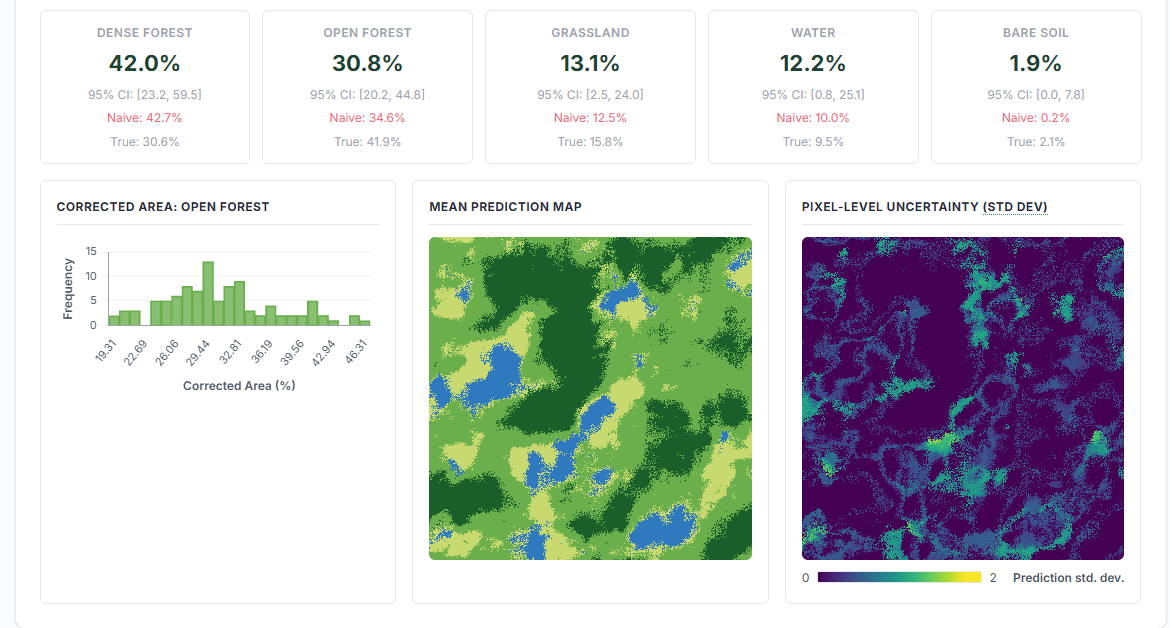 DENSE FOREST
42.0%
95% CI: [23.2, 59.5]
Naive: 42.7%
True: 30.6%
OPEN FOREST
30.8%
95% CI: [20.2, 44.8]
Naive: 34.6%
True: 41.9%
GRASSLAND
13.1%
95% CI: [2.5, 24.0]
Naive: 12.5%
True: 15.8%
WATER
12.2%
95% CI: [0.8, 25.1]
Naive: 10.0%
True: 9.5%
BARE SOIL
1.9%
95% CI: [0.0, 7.8]
Naive: 0.2%
True: 2.1%
CORRECTED AREA: OPEN FOREST
15
10
5
0
Frequency
19.31 22.69 26.06 29.44 32.81 36.19 39.56 42.94 46.31
Corrected Area (%)
MEAN PREDICTION MAP
PIXEL-LEVEL UNCERTAINTY (STD DEV)
0 2 Prediction std. dev.